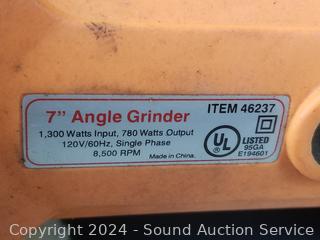 7" Angle Grinder
ITEM 46237
1,300 Watts Input, 780 Watts Output
120V/60Hz, Single Phase
8,500 RPM
Made in China.
UL
LISTED
95GA
E194601
Copyright ©2024 - Sound Auction Service